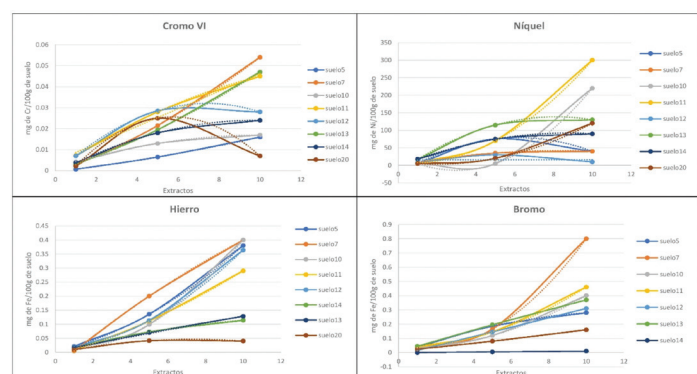 Cromo VI
mg de Cr/100g de suelo
0.06
0.05
0.04
0.03
0.02
0.01
0
0 2 4 6 8 10 12
Extractos
suelo5
suelo7
suelo10
suelo11
suelo12
suelo13
suelo14
suelo20
Níquel
mg de Ni/100g de suelo
350
300
250
200
150
100
50
0
-50
0 2 4 6 8 10 12
Extractos
suelo5
suelo7
suelo10
suelo11
suelo12
suelo13
suelo14
suelo20
Hierro
mg de Fe/100g de suelo
0.45
0.4
0.35
0.3
0.25
0.2
0.15
0.1
0.05
0
0 2 4 6 8 10 12
Extractos
suelo5
suelo7
suelo10
suelo11
suelo12
suelo14
suelo13
suelo20
Bromo
mg de Fe/100g de suelo
0.9
0.8
0.7
0.6
0.5
0.4
0.3
0.2
0.1
0
-0.1
0 2 4 6 8 10 12
Extractos
suelo5
suelo7
suelo10
suelo11
suelo12
suelo13
suelo20
suelo14